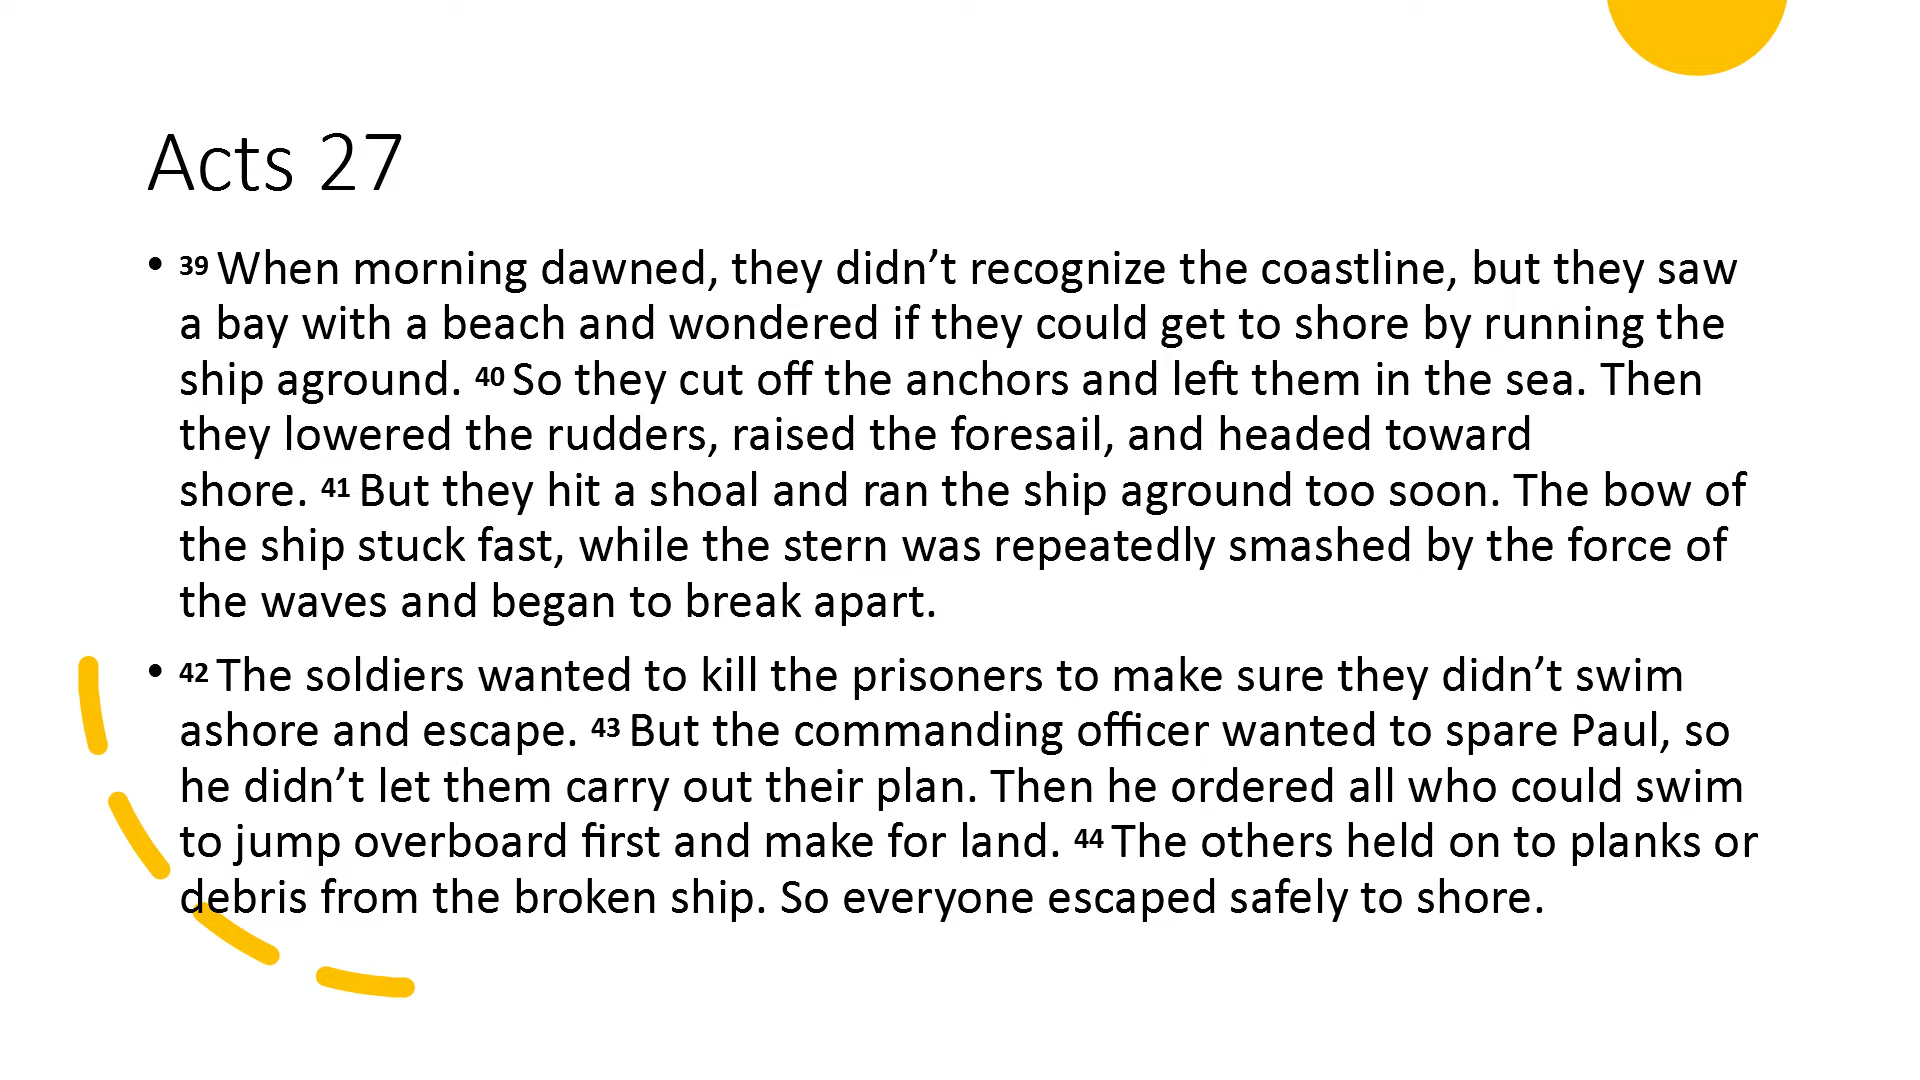 Acts 27
• 39 When morning dawned, they didn’t recognize the coastline, but they saw
a bay with a beach and wondered if they could get to shore by running the
ship aground. 40 So they cut off the anchors and left them in the sea. Then
they lowered the rudders, raised the foresail, and headed toward
shore. 41 But they hit a shoal and ran the ship aground too soon. The bow of
the ship stuck fast, while the stern was repeatedly smashed by the force of
the waves and began to break apart.
• 42 The soldiers wanted to kill the prisoners to make sure they didn’t swim
ashore and escape. 43 But the commanding officer wanted to spare Paul, so
he didn’t let them carry out their plan. Then he ordered all who could swim
to jump overboard first and make for land. 44 The others held on to planks or
debris from the broken ship. So everyone escaped safely to shore.